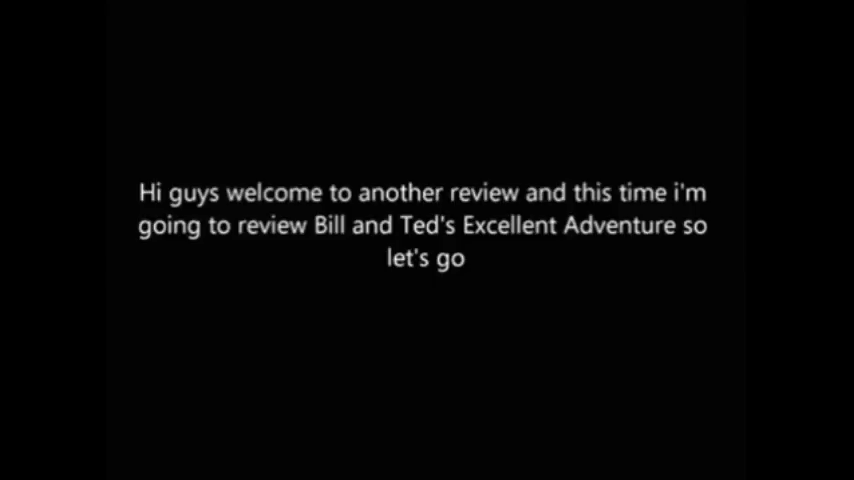 Hi guys welcome to another review and this time i'm
going to review Bill and Ted's Excellent Adventure so
let's go